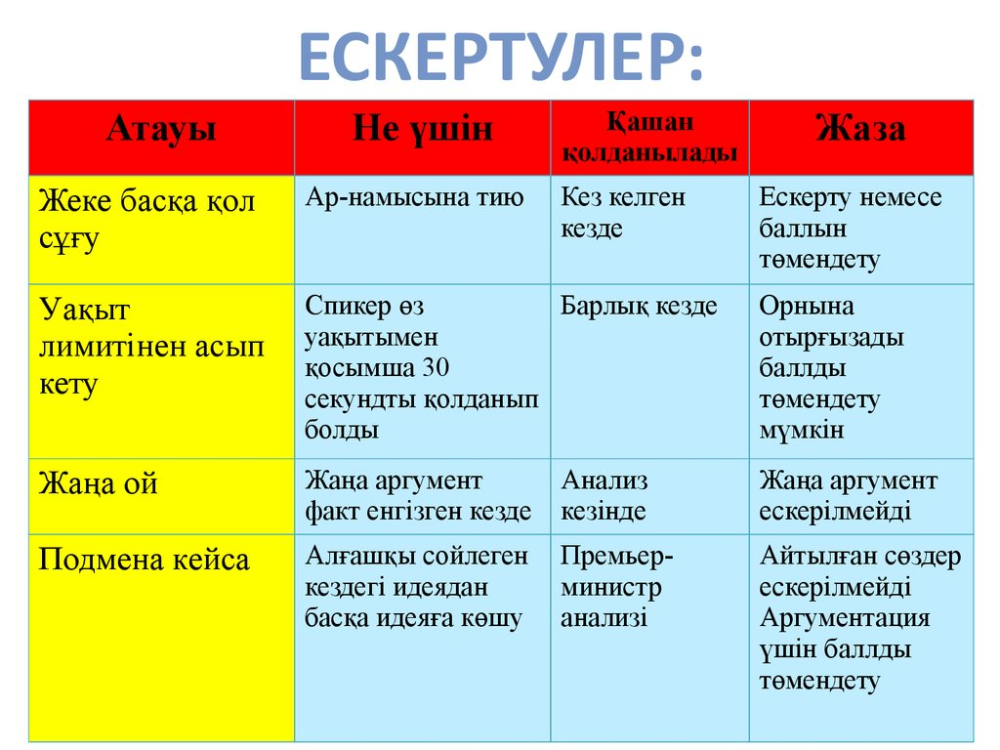 ЕСКЕРТУЛЕР:
Атауы
Не үшін
Қашан
қолданылады
Жаза
Жеке басқа қол
сұғу
Ар-намысына тию
Кез келген
кезде
Ескерту немесе
баллын
төмендету
Уақыт
лимитінен асып
кету
Спикер өз
уақытымен
қосымша 30
секундты қолданып
болды
Барлық кезде
Орнына
отырғызады
баллды
төмендету
мүмкін
Жаңа ой
Жаңа аргумент
факт енгізген кезде
Анализ
кезінде
Жаңа аргумент
ескерілмейді
Подмена кейса
Алғашқы сойлеген
кездегі идеядан
басқа идеяға көшу
Премьер-
министр
анализі
Айтылған сөздер
ескерілмейді
Аргументация
үшін баллды
төмендету